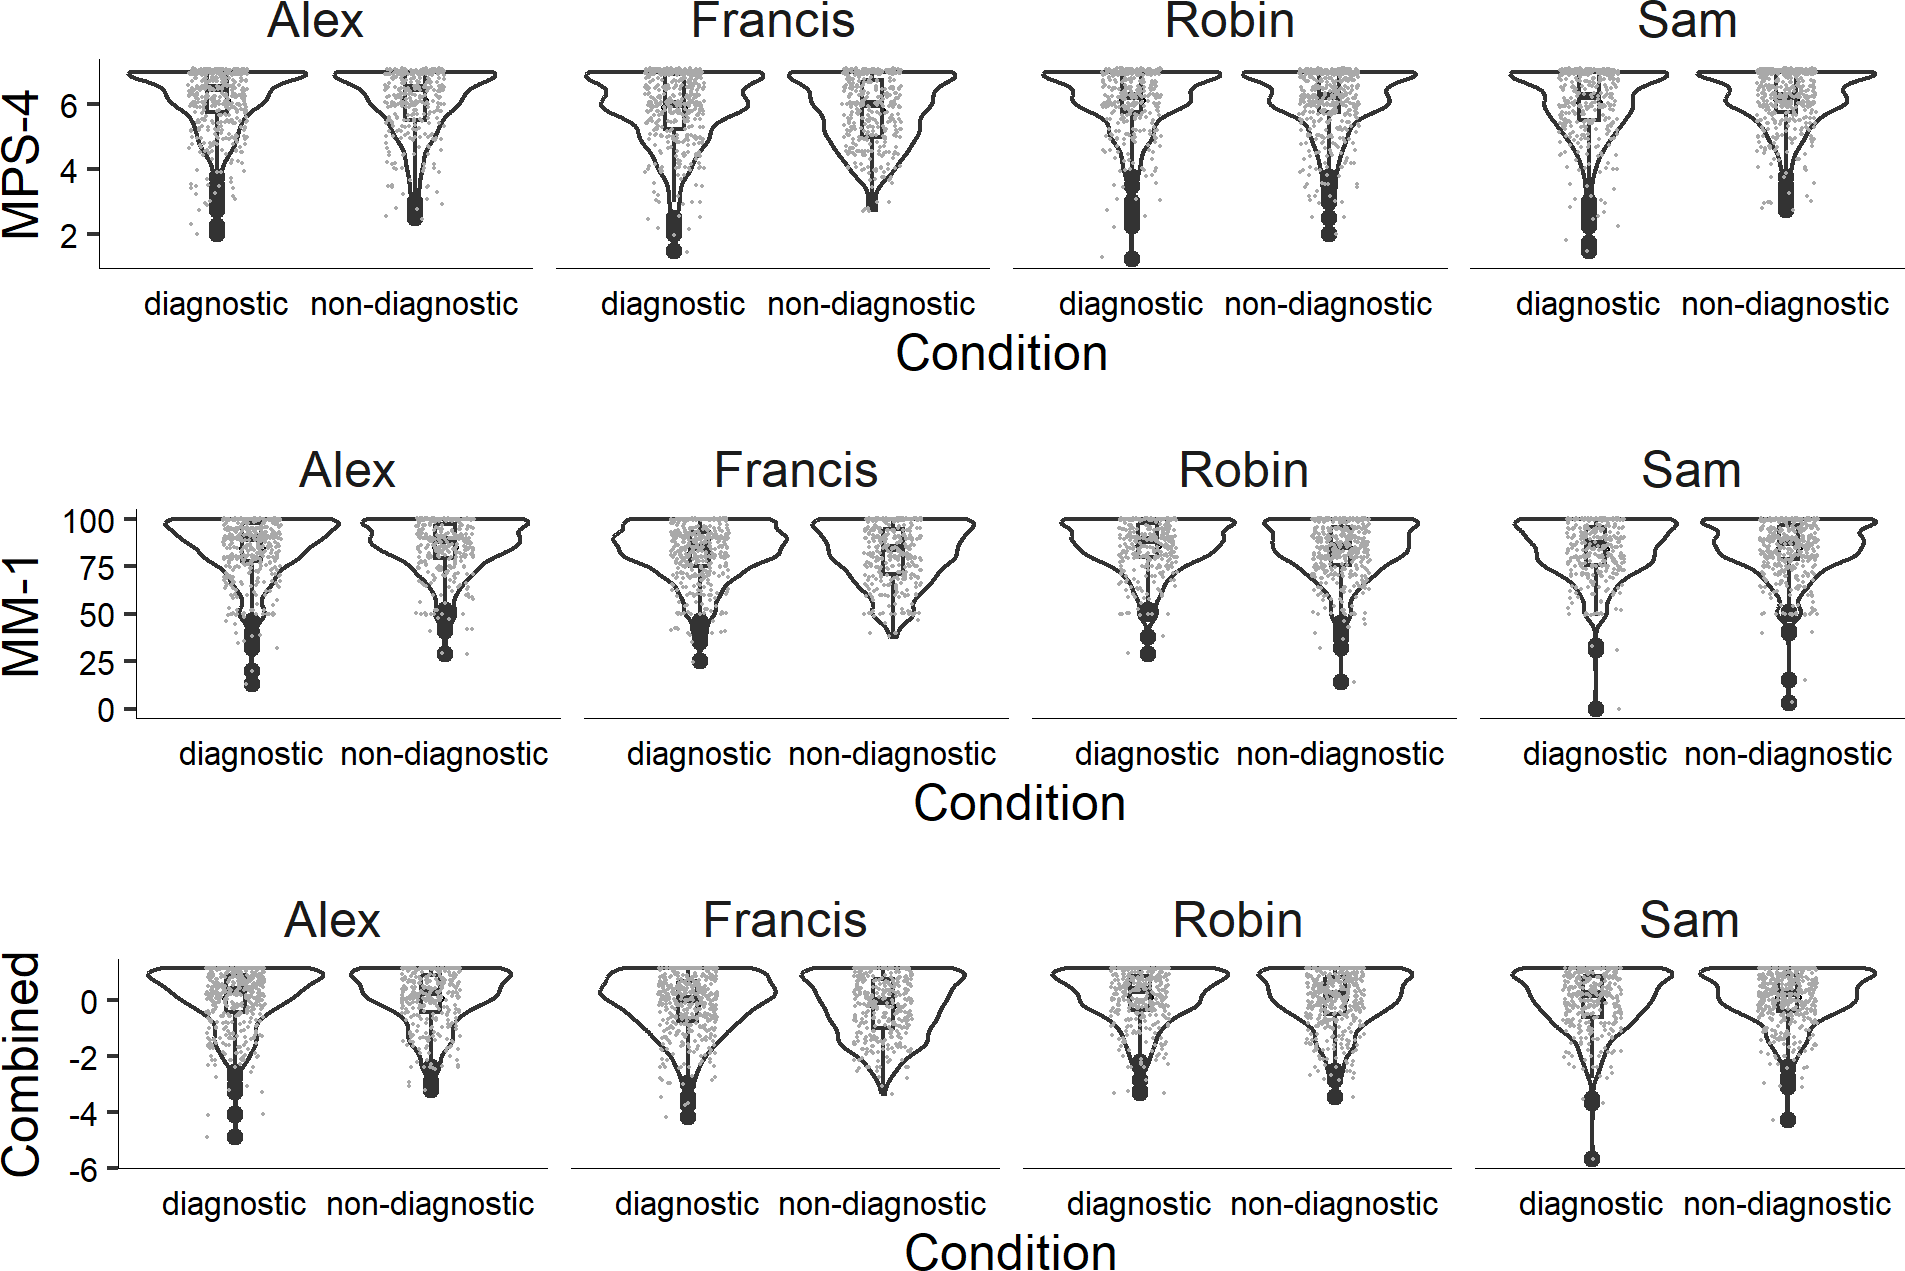 Alex Francis Robin Sam
MPS-4
6
4
2
diagnostic non-diagnostic diagnostic non-diagnostic diagnostic non-diagnostic diagnostic non-diagnostic
Condition
Alex Francis Robin Sam
MM-1
100
75
50
25
0
diagnostic non-diagnostic diagnostic non-diagnostic diagnostic non-diagnostic diagnostic non-diagnostic
Condition
Alex Francis Robin Sam
Combined
0
-2
-4
-6
diagnostic non-diagnostic diagnostic non-diagnostic diagnostic non-diagnostic diagnostic non-diagnostic
Condition